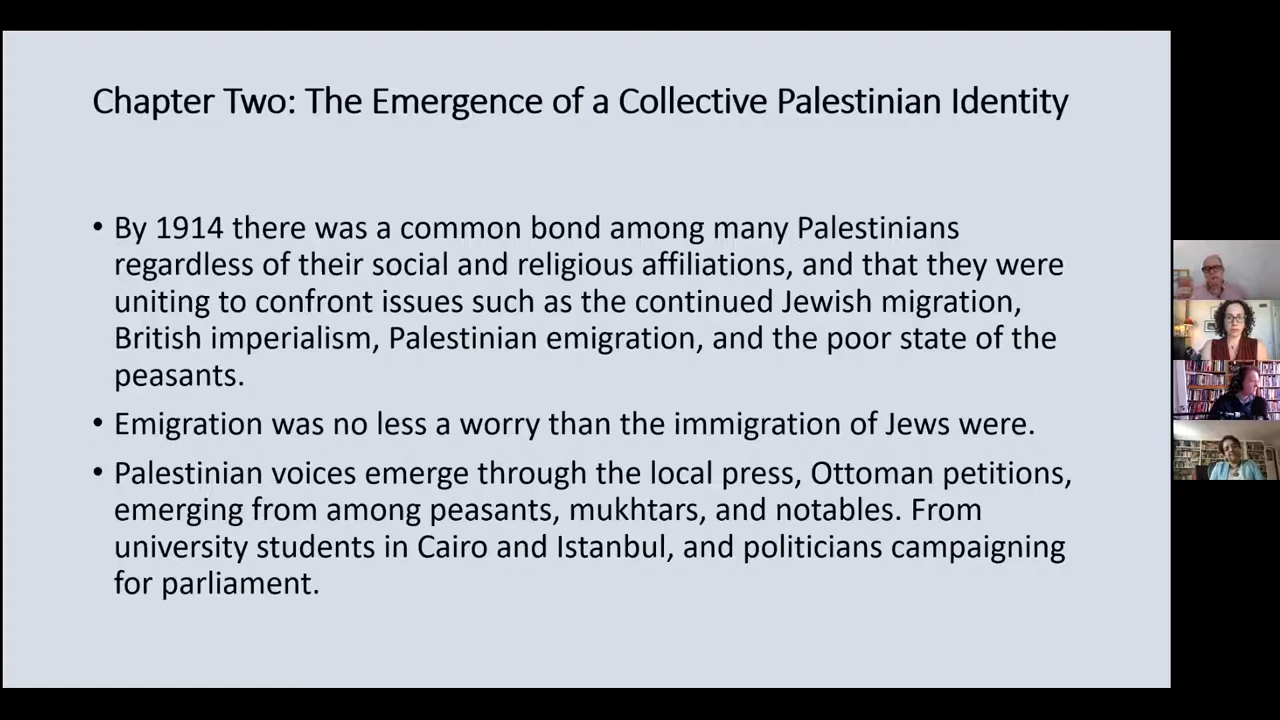 Chapter Two: The Emergence of a Collective Palestinian Identity
• By 1914 there was a common bond among many Palestinians
regardless of their social and religious affiliations, and that they were
uniting to confront issues such as the continued Jewish migration,
British imperialism, Palestinian emigration, and the poor state of the
peasants.
• Emigration was no less a worry than the immigration of Jews were.
• Palestinian voices emerge through the local press, Ottoman petitions,
emerging from among peasants, mukhtars, and notables. From
university students in Cairo and Istanbul, and politicians campaigning
for parliament.